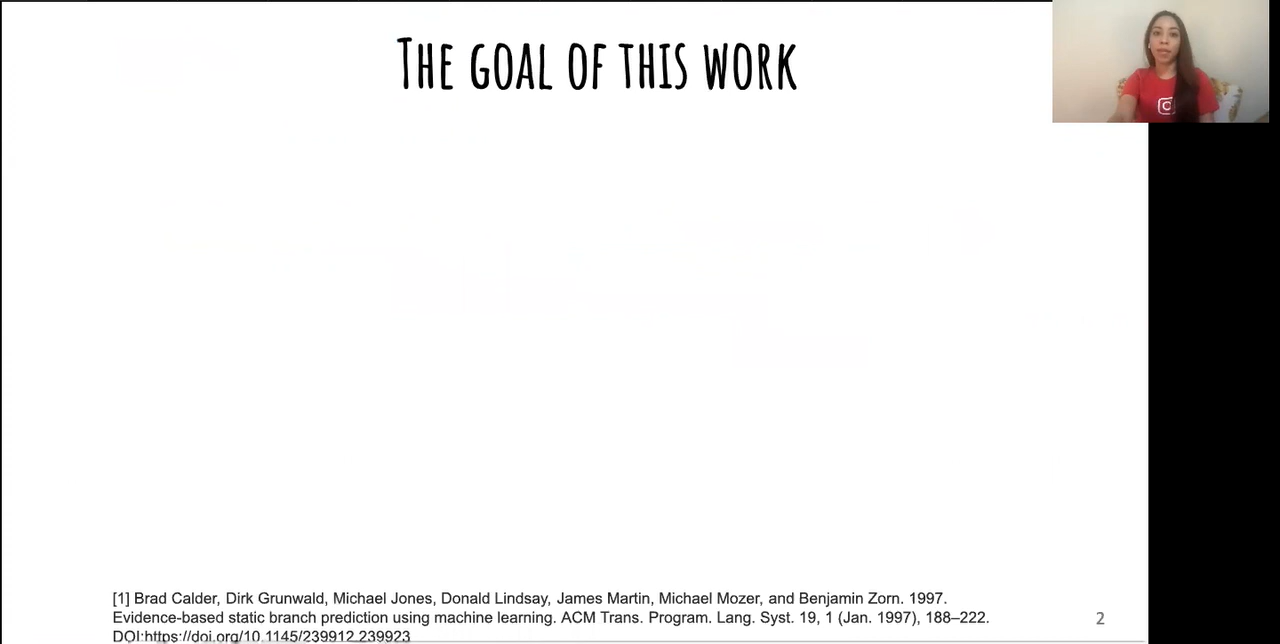 The goal of this work
[1] Brad Calder, Dirk Grunwald, Michael Jones, Donald Lindsay, James Martin, Michael Mozer, and Benjamin Zorn. 1997.
Evidence-based static branch prediction using machine learning. ACM Trans. Program. Lang. Syst. 19, 1 (Jan. 1997), 188–222.
DOI:https://doi.org/10.1145/239912.239923
2